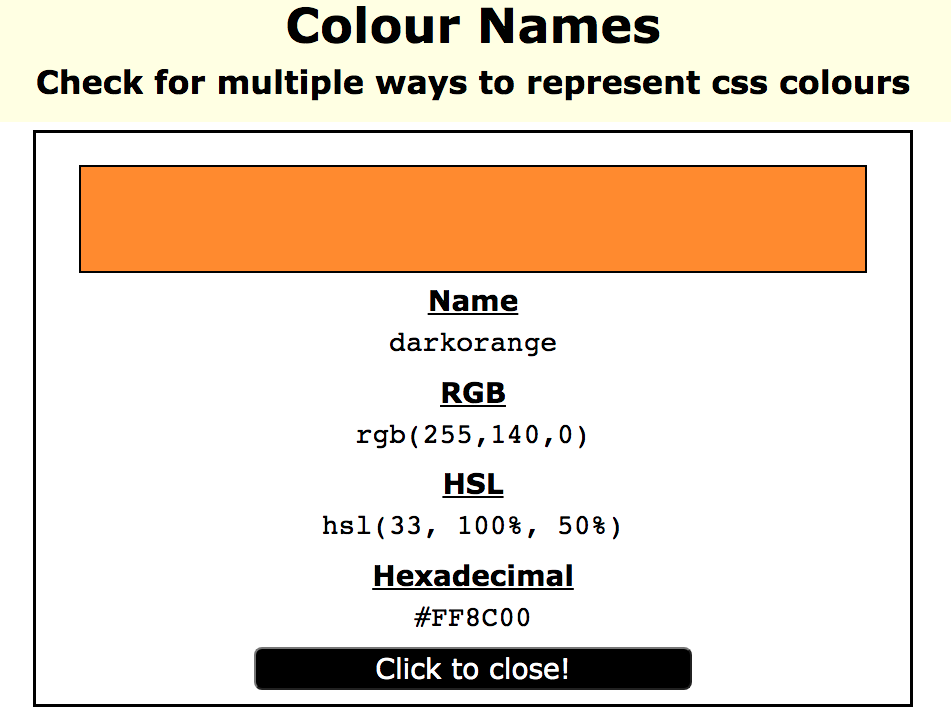 Colour Names
Check for multiple ways to represent css colours
Name
darkorange
RGB
rgb(255,140,0)
HSL
hsl(33, 100%, 50%)
Hexadecimal
#FF8C00
Click to close!